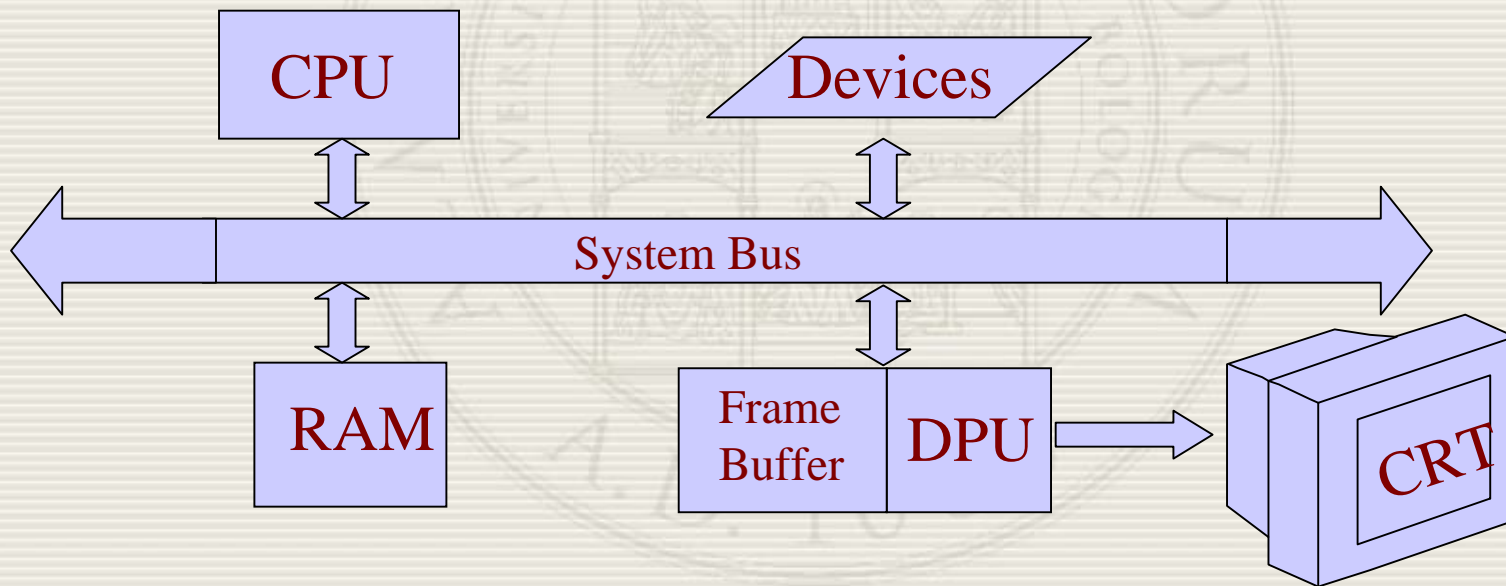 CPU
Devices
System Bus
RAM
Frame
Buffer
DPU
CRT